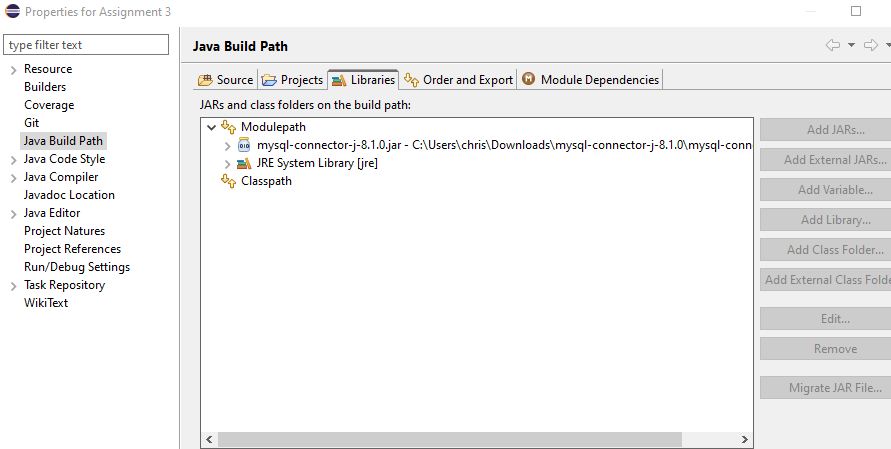 Properties for Assignment 3
type filter text
Resource
Builders
Coverage
Git
Java Build Path
Java Code Style
Java Compiler
Javadoc Location
Java Editor
Project Natures
Project References
Run/Debug Settings
Task Repository
WikiText
Java Build Path
Source
Projects
Libraries
Order and Export
Module Dependencies
JARs and class folders on the build path:
Modulepath
mysql-connector-j-8.1.0.jar - C:\Users\chris\Downloads\mysql-connector-j-8.1.0\mysql-conn
JRE System Library [jre]
Classpath
Add JARs...
Add External JARs...
Add Variable...
Add Library...
Add Class Folder...
Add External Class Folde
Edit...
Remove
Migrate JAR File...